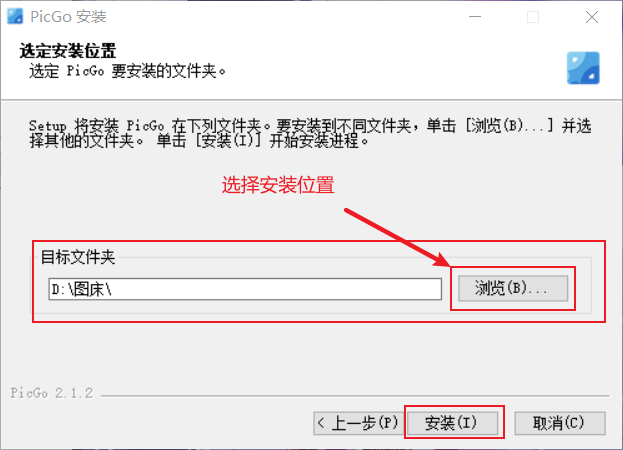 PicGo 安装
选定安装位置
选定 PicGo 要安装的文件夹。
Setup 将安装 PicGo 在下列文件夹。要安装到不同文件夹，单击 [浏览(B)...] 并选
择其他的文件夹。 单击 [安装(I)] 开始安装进程。
选择安装位置
目标文件夹
D:\图床\
浏览(B)...
PicGo 2.1.2
< 上一步(P)
安装(I)
取消(C)